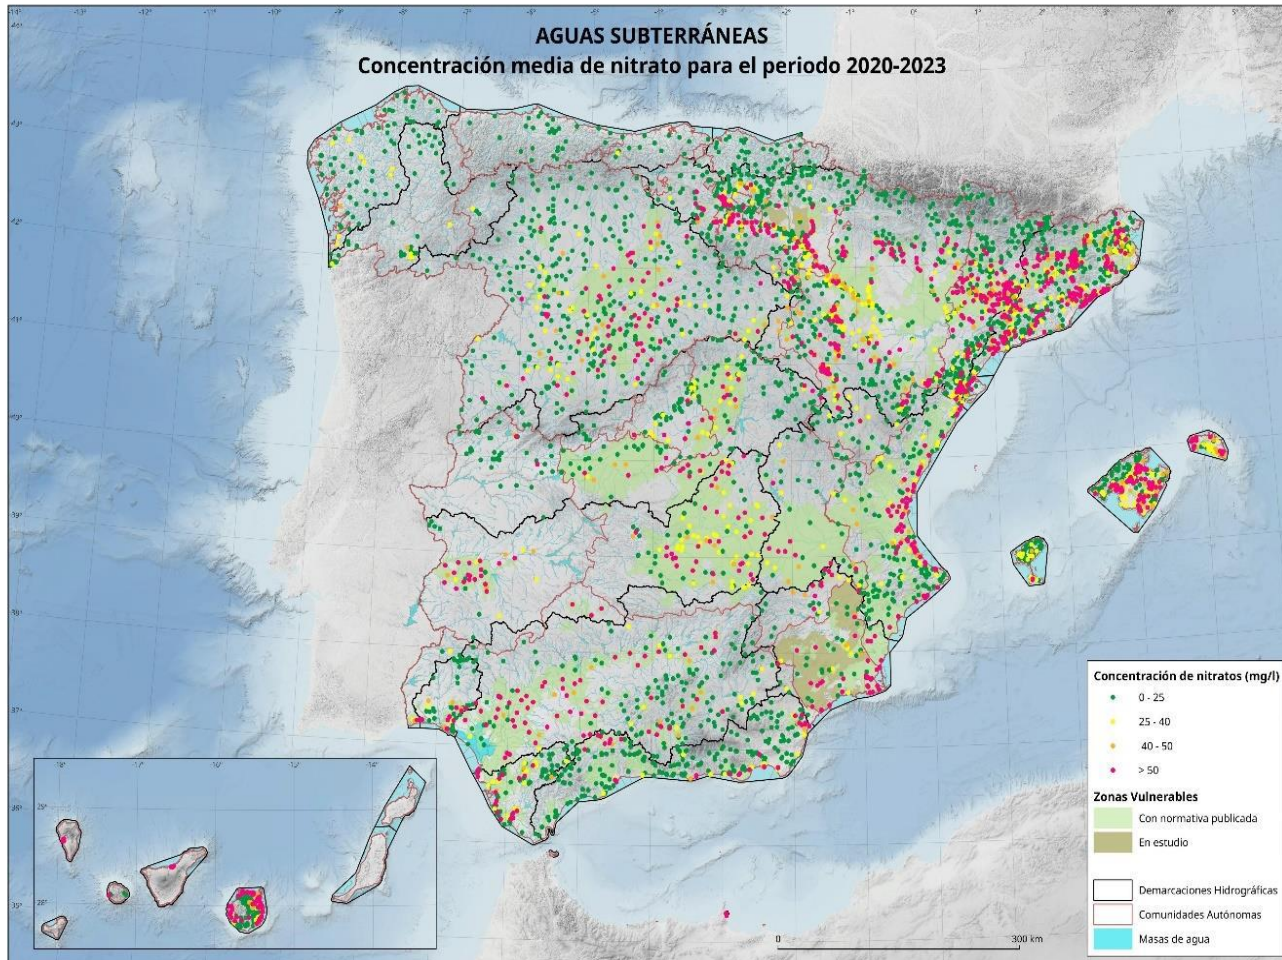 AGUAS SUBTERRÁNEAS
Concentración media de nitrato para el periodo 2020-2023
Concentración de nitratos (mg/l)
0 - 25
25 - 40
40 - 50
> 50
Zonas Vulnerables
Con normativa publicada
En estudio
Demarcaciones Hidrográficas
Comunidades Autónomas
Masas de agua
0 300 km